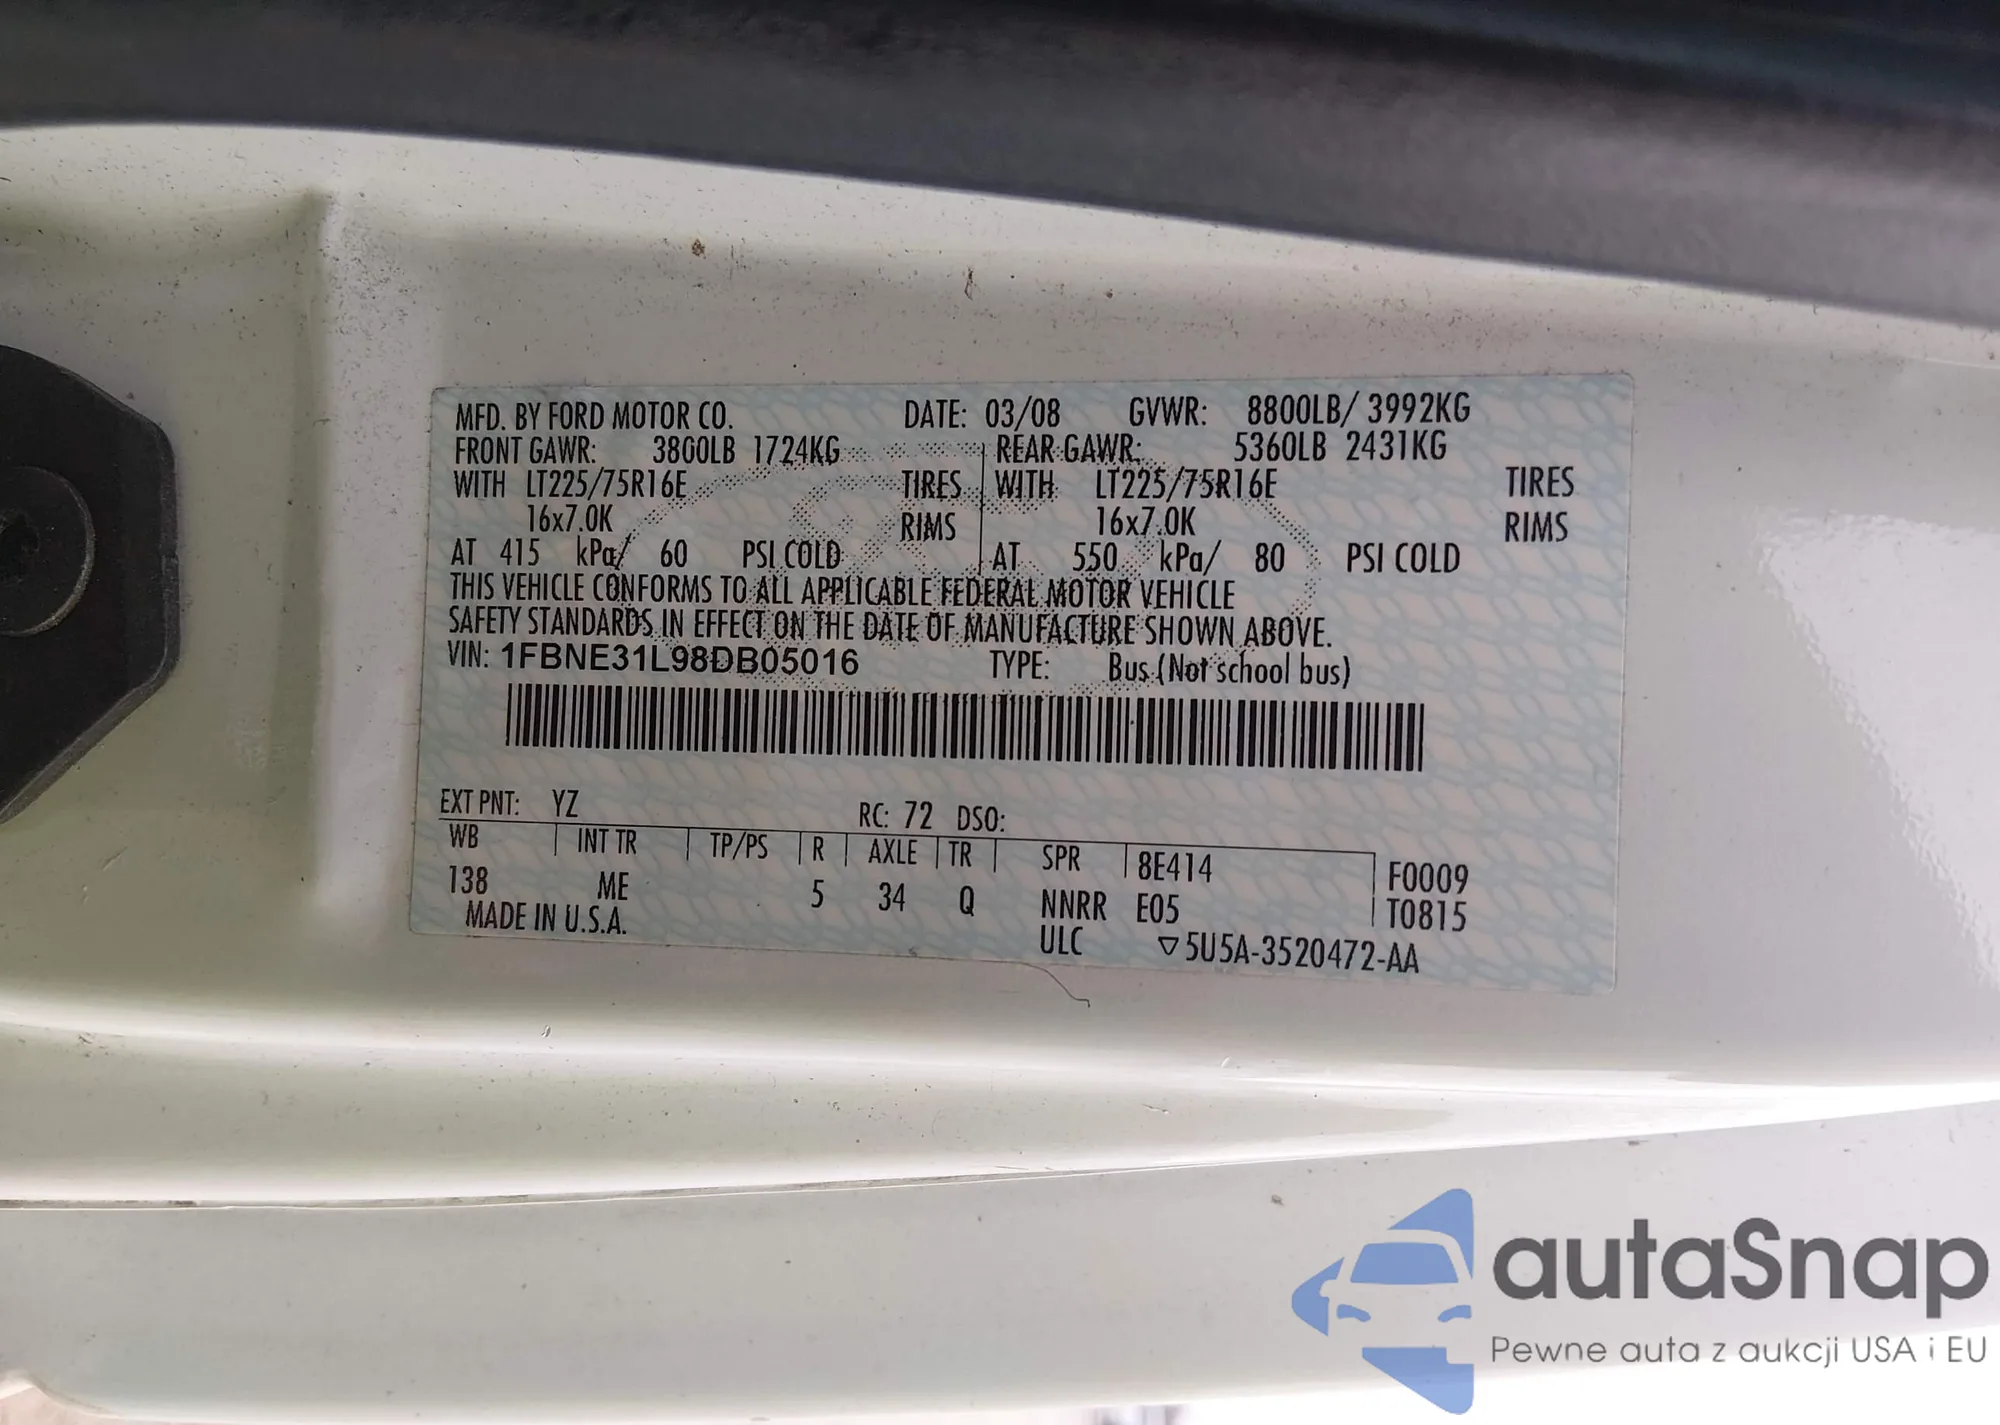 MFD. BY FORD MOTOR CO. DATE: 03/08 GVWR: 8800LB/ 3992KG
FRONT GAWR: 3800LB 1724KG REAR GAWR: 5360LB 2431KG
WITH LT225/75R16E TIRES WITH LT225/75R16E TIRES
16x7.0K RIMS 16x7.0K RIMS
AT 415 kPa/ 60 PSI COLD AT 550 kPa/ 80 PSI COLD
THIS VEHICLE CONFORMS TO ALL APPLICABLE FEDERAL MOTOR VEHICLE
SAFETY STANDARDS IN EFFECT ON THE DATE OF MANUFACTURE SHOWN ABOVE.
VIN: 1FBNE31L98DB05016 TYPE: Bus (Not school bus)
EXT PNT: YZ RC: 72 DSO:
WB INT TR TP/PS R AXLE TR SPR 8E414 F0009
138 ME 5 34 Q NNRR E05 T0815
MADE IN U.S.A. ULC ▽5U5A-3520472-AA
autaSnap
Pewne auta z aukcji USA i EU